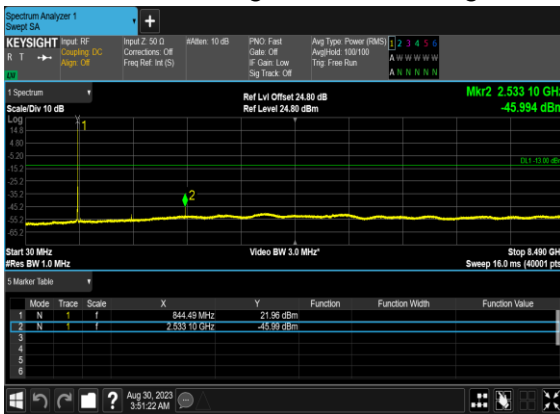 Spectrum Analyzer 1
Swept SA
KEYSIGHT Input: RF Input Z: 50 Ω #Atten: 10 dB PNO: Fast Avg Type: Power (RMS) 1 2 3 4 5 6
R T Coupling: DC Corrections: Off Gate: Off Avg|Hold: 100/100 A W W W W W
Align: Off Freq Ref: Int (S) IF Gain: Low Trig: Free Run
Sig Track: Off A N N N N N
1 Spectrum
Ref Lvl Offset 24.80 dB Mkr2 2.533 10 GHz
Scale/Div 10 dB Ref Level 24.80 dBm -45.994 dBm
Log
14.8 1
4.80
-5.20
-15.2 DL1 -13.00 dBm
-25.2
-35.2 2
-45.2
-55.2
-65.2
Start 30 MHz Video BW 3.0 MHz* Stop 8.490 GHz
#Res BW 1.0 MHz Sweep 16.0 ms (40001 pts)
5 Marker Table
Mode Trace Scale X Y Function Function Width Function Value
1 N 1 f 844.49 MHz 21.96 dBm
2 N 1 f 2.533 10 GHz -45.99 dBm
3
4
5
6
? Aug 30, 2023
3:51:22 AM